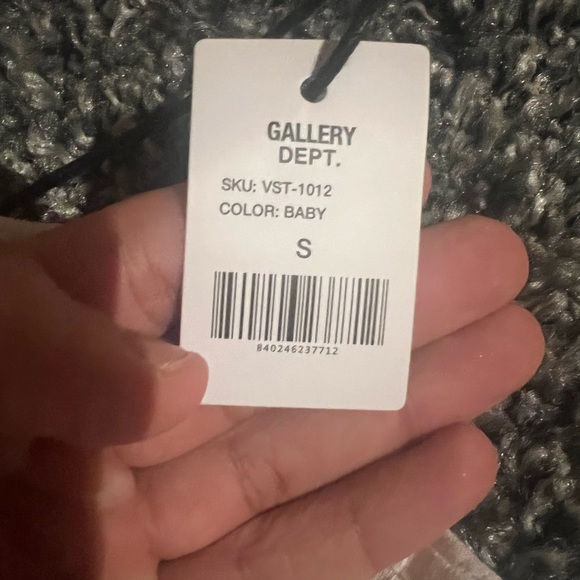 GALLERY
DEPT.
SKU: VST-1012
COLOR: BABY
S
840246237712